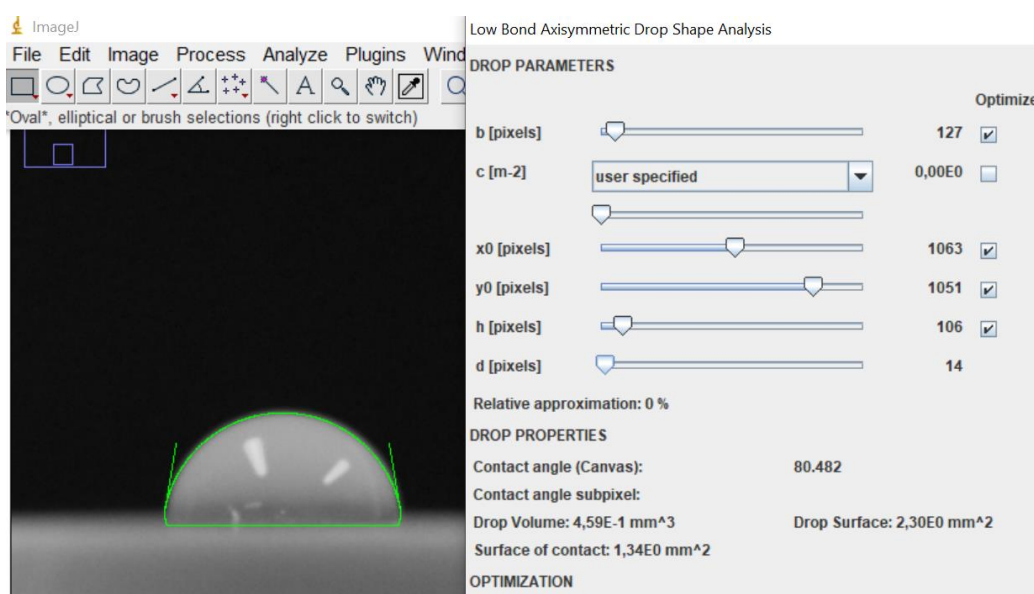 ImageJ
File Edit Image Process Analyze Plugins Wind
*Oval*, elliptical or brush selections (right click to switch)
Low Bond Axisymmetric Drop Shape Analysis
DROP PARAMETERS
Optimize
b [pixels] 127
c [m-2] user specified 0,00E0
x0 [pixels] 1063
y0 [pixels] 1051
h [pixels] 106
d [pixels] 14
Relative approximation: 0 %
DROP PROPERTIES
Contact angle (Canvas): 80.482
Contact angle subpixel:
Drop Volume: 4,59E-1 mm^3 Drop Surface: 2,30E0 mm^2
Surface of contact: 1,34E0 mm^2
OPTIMIZATION